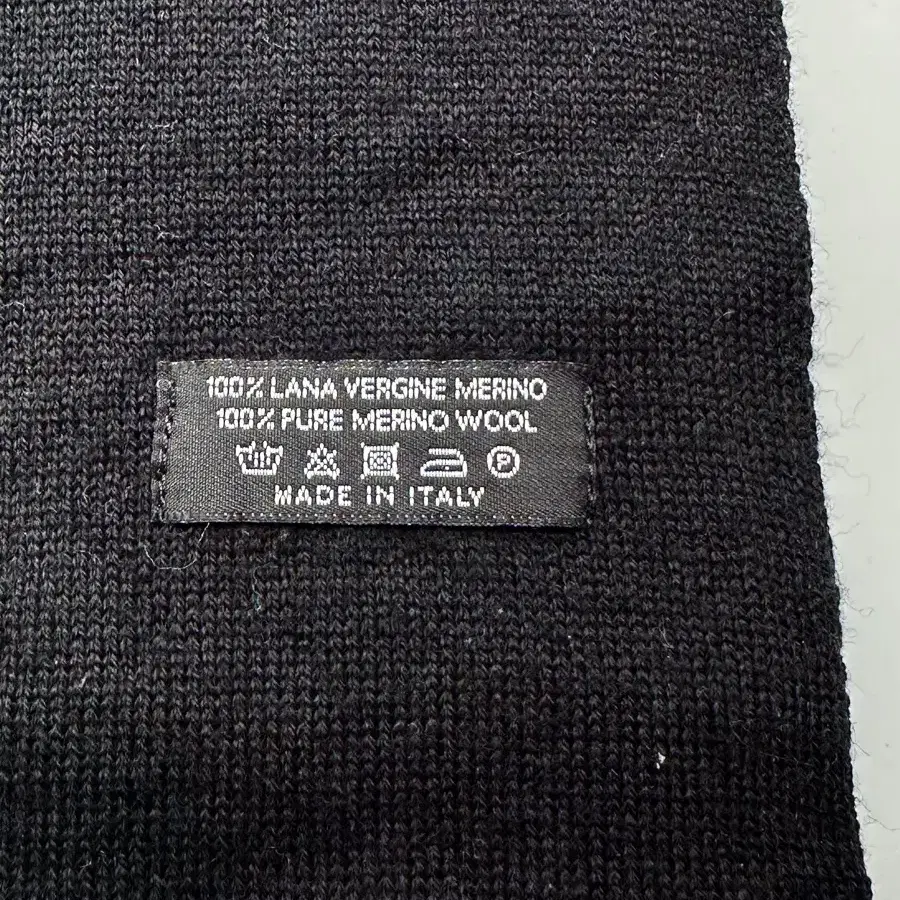 100% LANA VERGINE MERINO
100% PURE MERINO WOOL
P
MADE IN ITALY